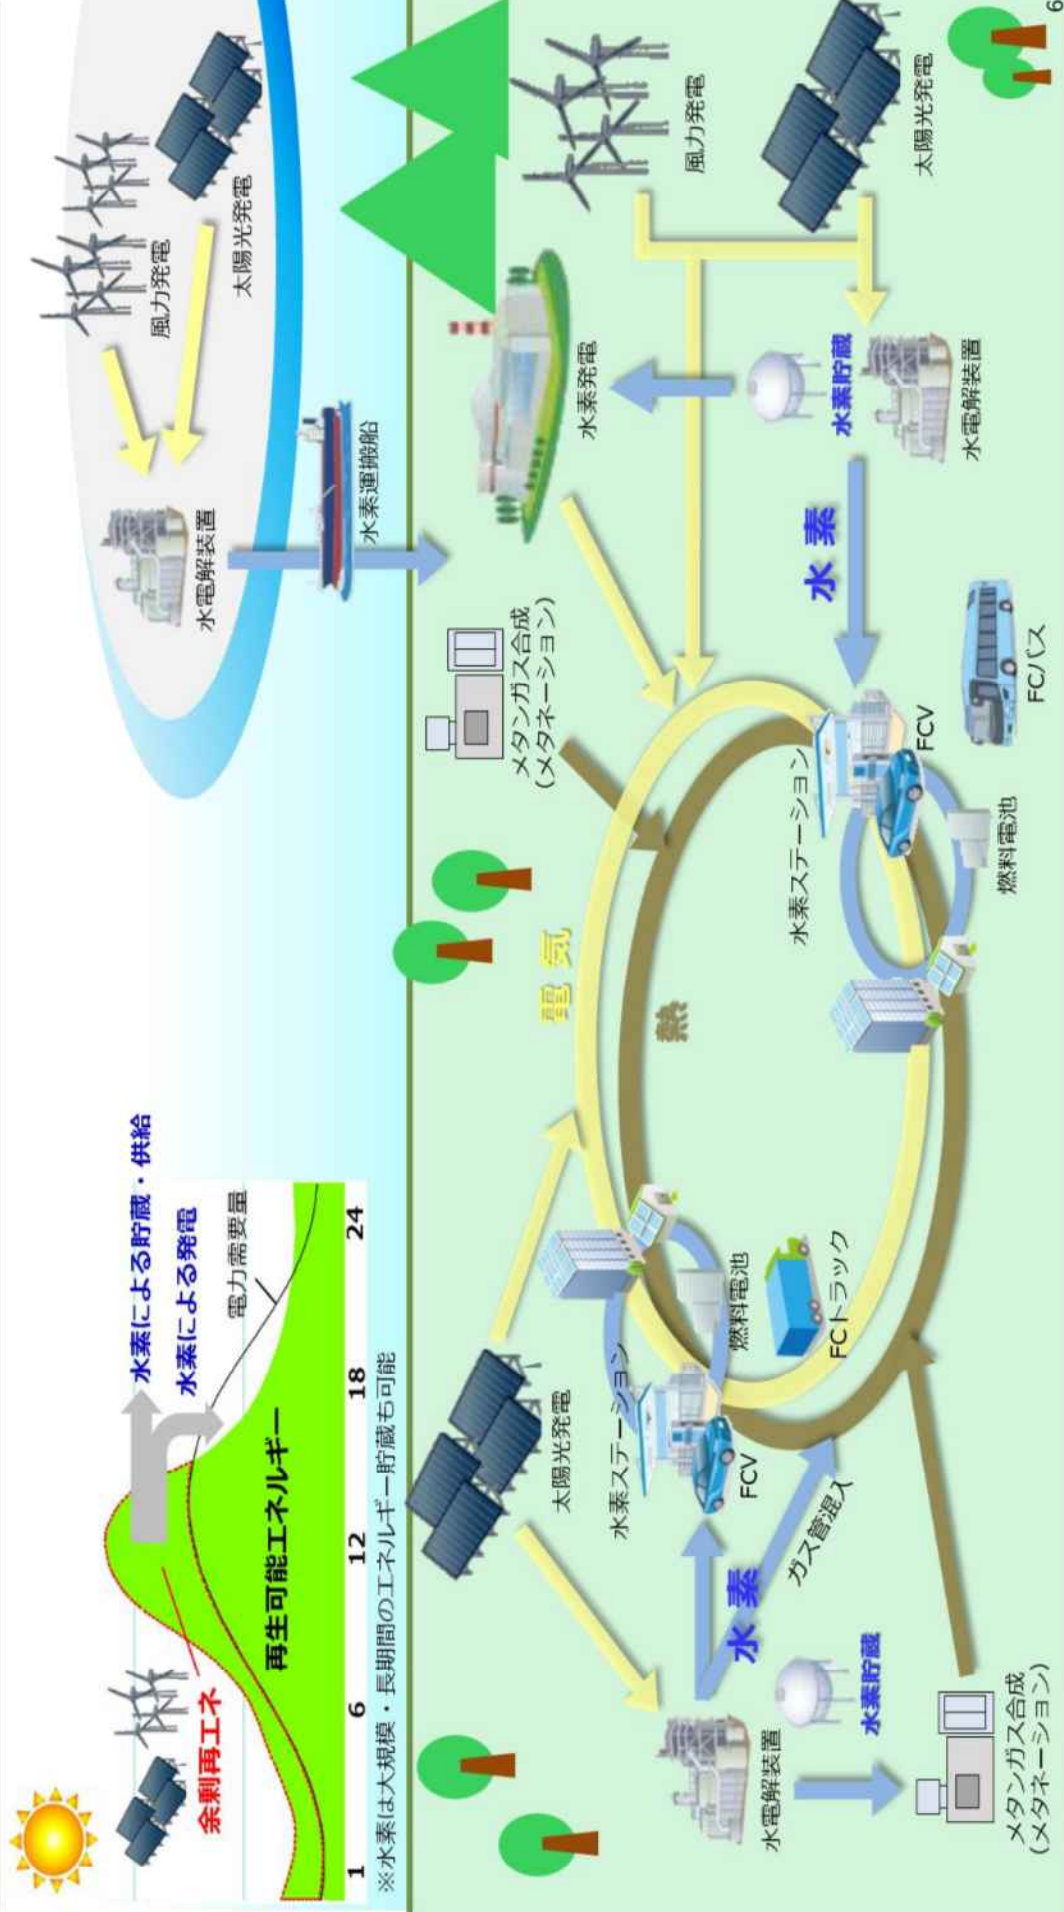 水素による貯蔵・供給
水素による発電
電力需要量
余剰再エネ
再生可能エネルギー
1 6 12 18 24
※水素は大規模・長期間のエネルギー貯蔵も可能
風力発電
太陽光発電
水電解装置
水素運搬船
メタンガス合成
(メタネーション)
水素発電
風力発電
太陽光発電
太陽光発電
電気
熱
水素ステーション
FCV
燃料電池
FCトラック
水素
ガス管混入
水電解装置
水素貯蔵
メタンガス合成
(メタネーション)
水素ステーション
FCV
燃料電池
FCバス
水素
水素貯蔵
水電解装置
6